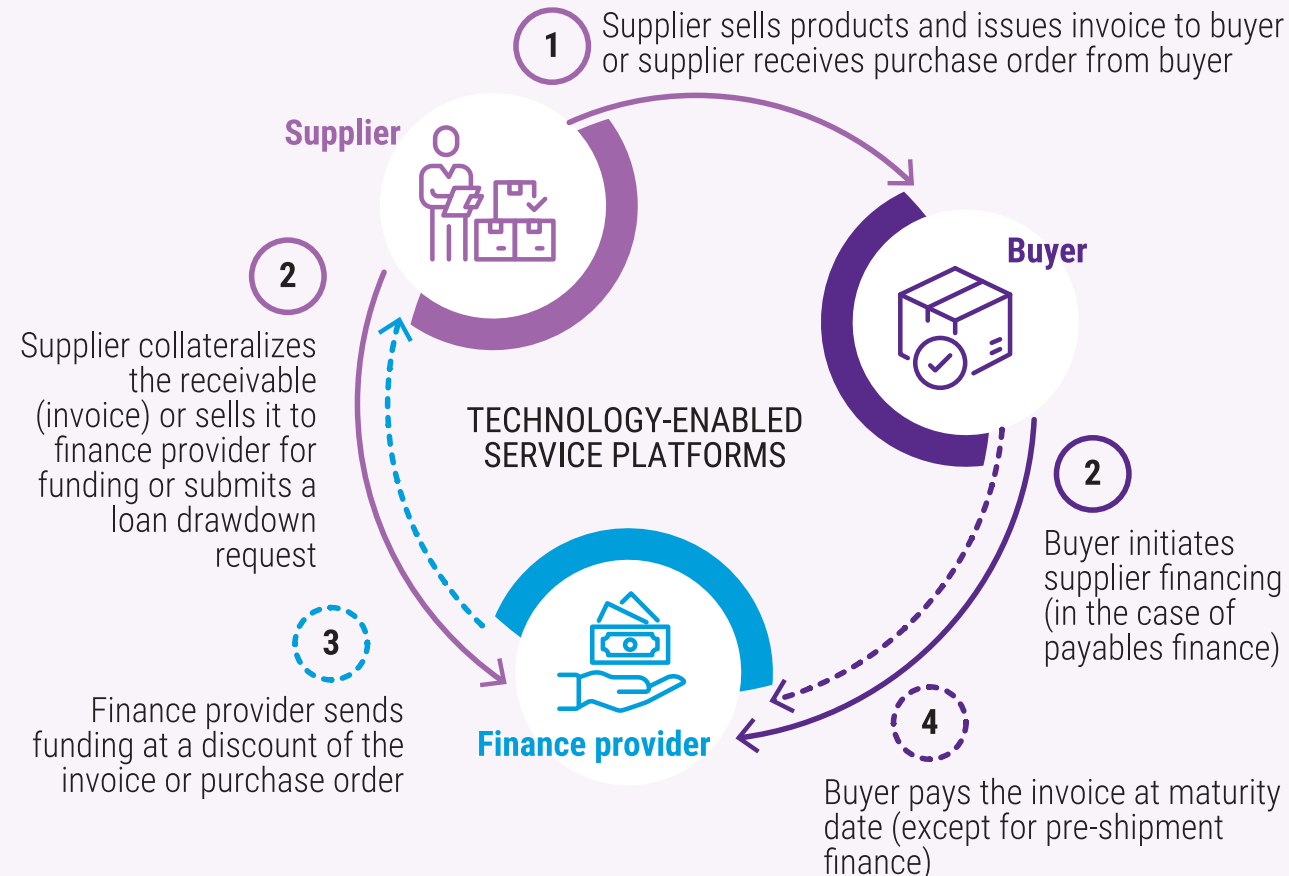 1
Supplier sells products and issues invoice to buyer
or supplier receives purchase order from buyer
Supplier
Buyer
2
Supplier collateralizes
the receivable
(invoice) or sells it to
finance provider for
funding or submits a
loan drawdown
request
TECHNOLOGY-ENABLED
SERVICE PLATFORMS
2
Buyer initiates
supplier financing
(in the case of
payables finance)
3
Finance provider sends
funding at a discount of the
invoice or purchase order
Finance provider
4
Buyer pays the invoice at maturity
date (except for pre-shipment
finance)